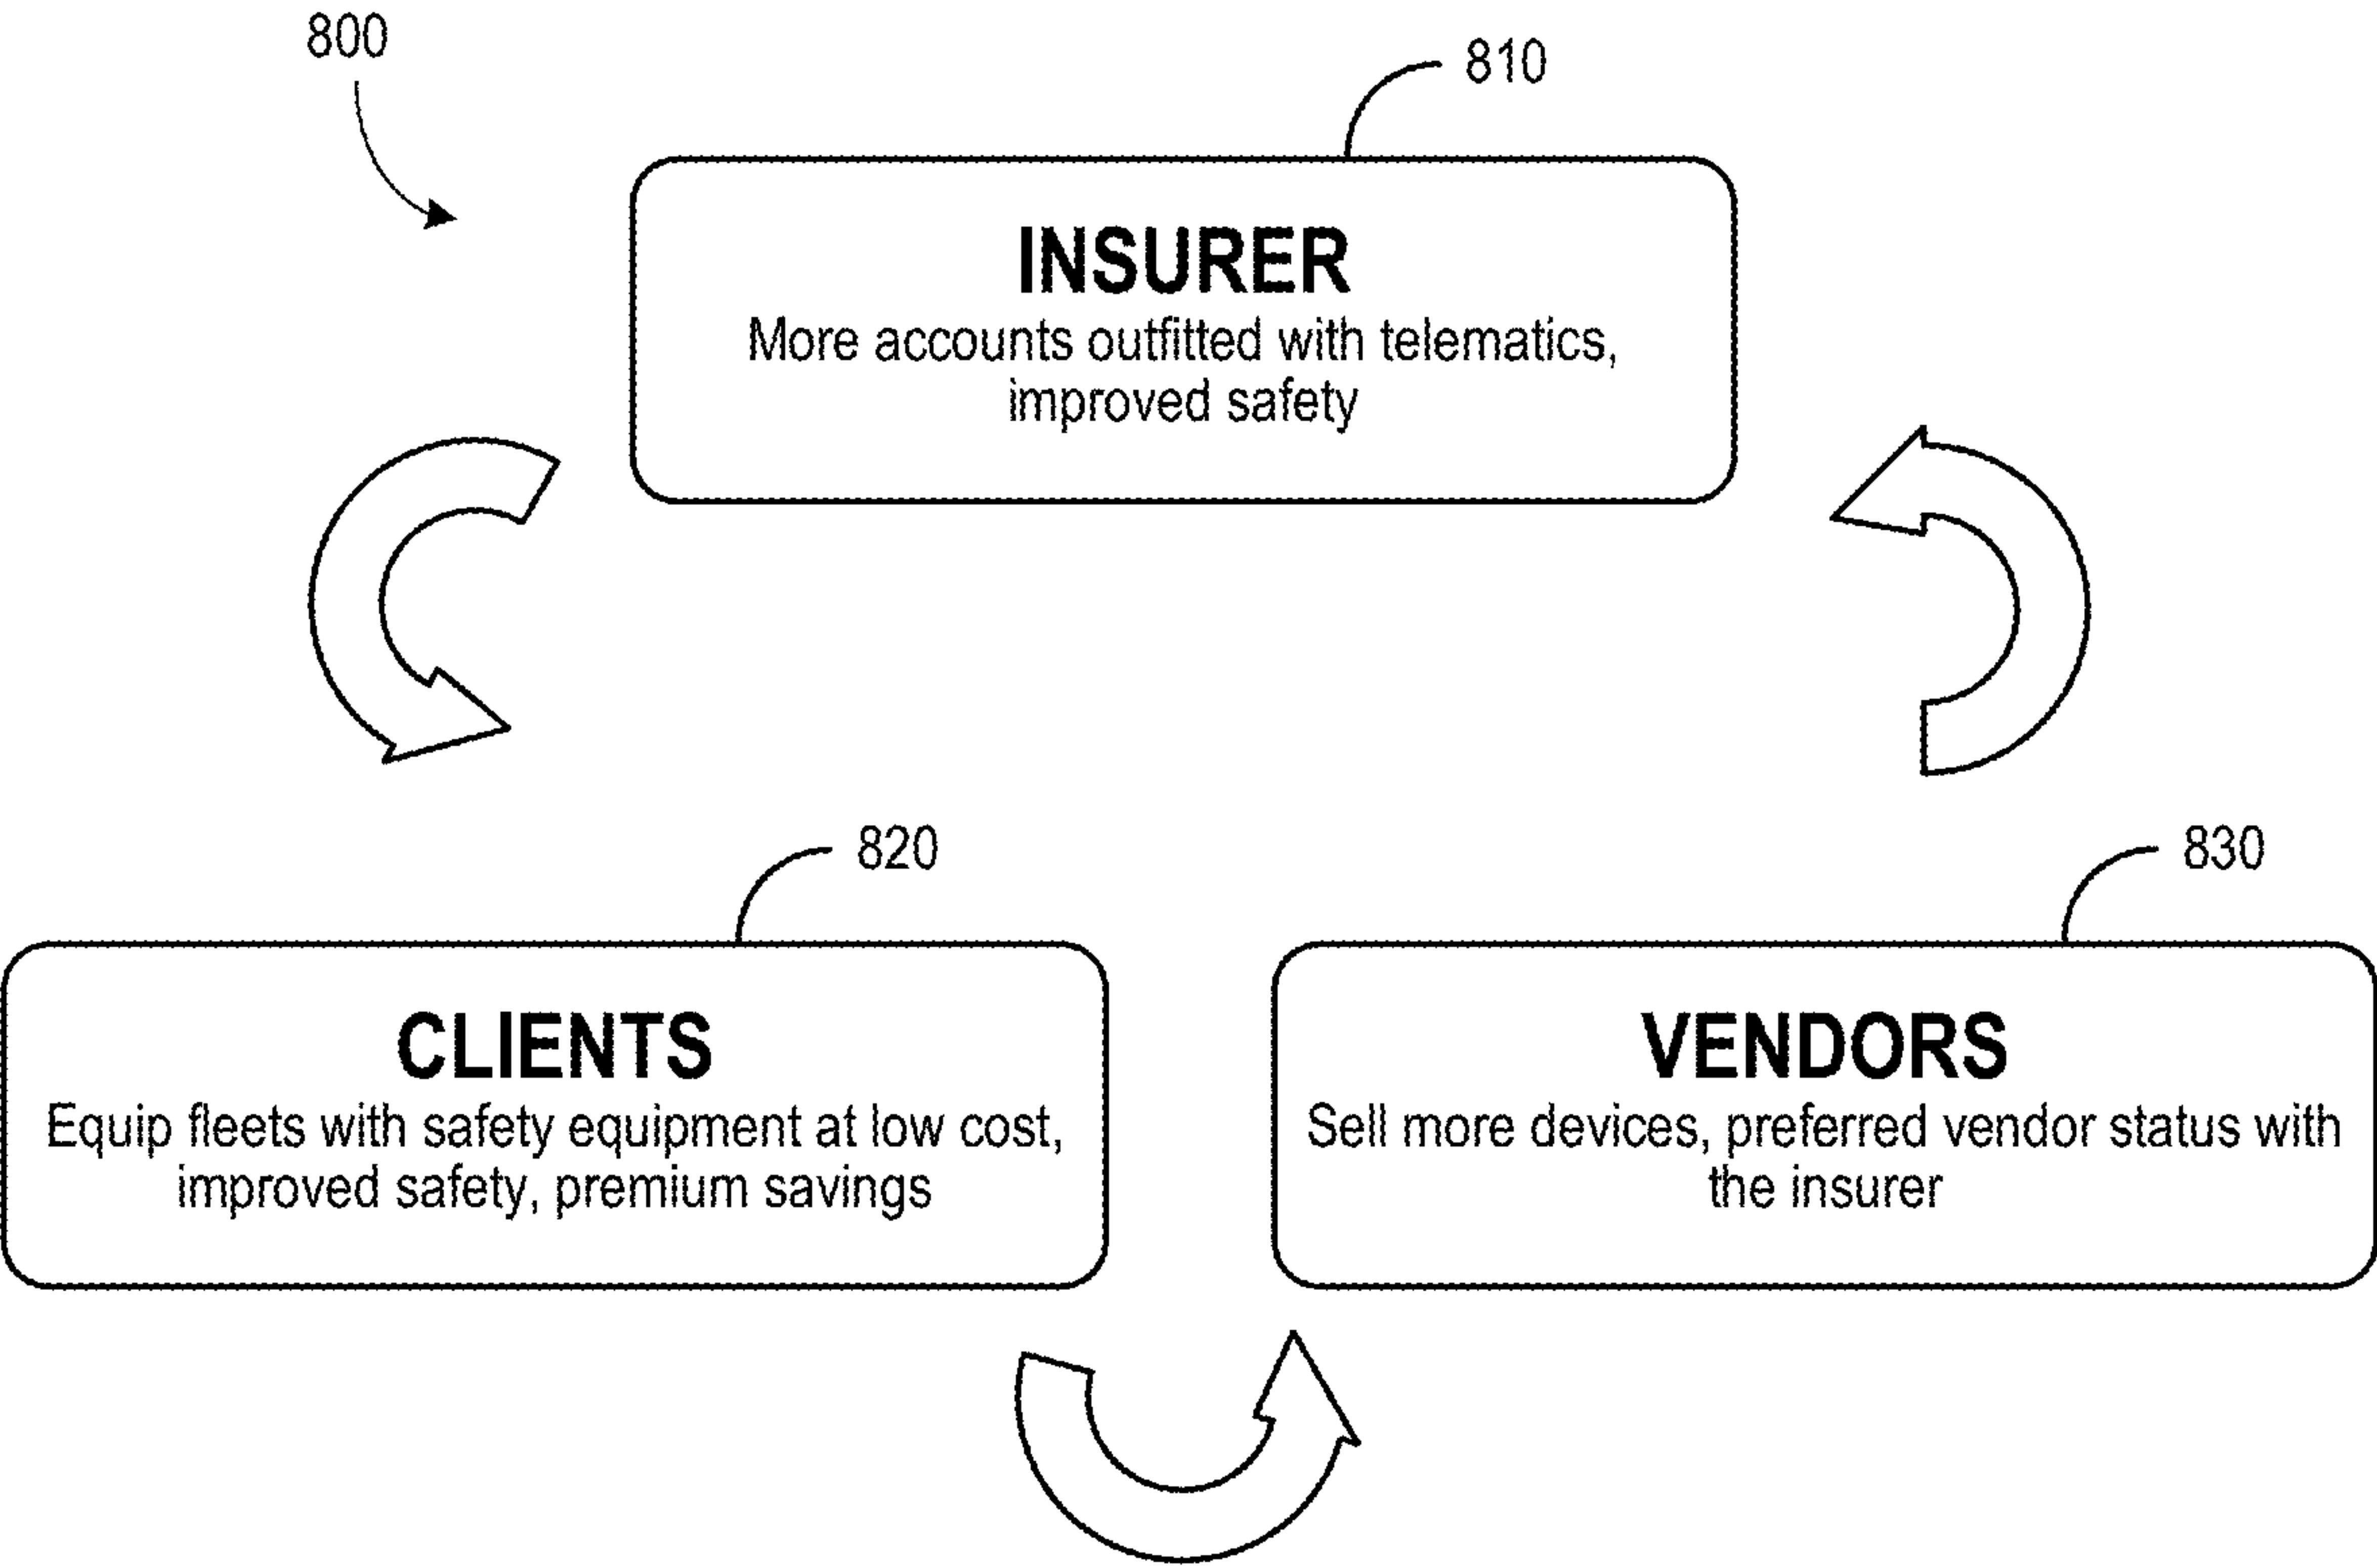 800
810
INSURER
More accounts outfitted with telematics,
improved safety
820
830
CLIENTS
Equip fleets with safety equipment at low cost,
improved safety, premium savings
VENDORS
Sell more devices, preferred vendor status with
the insurer